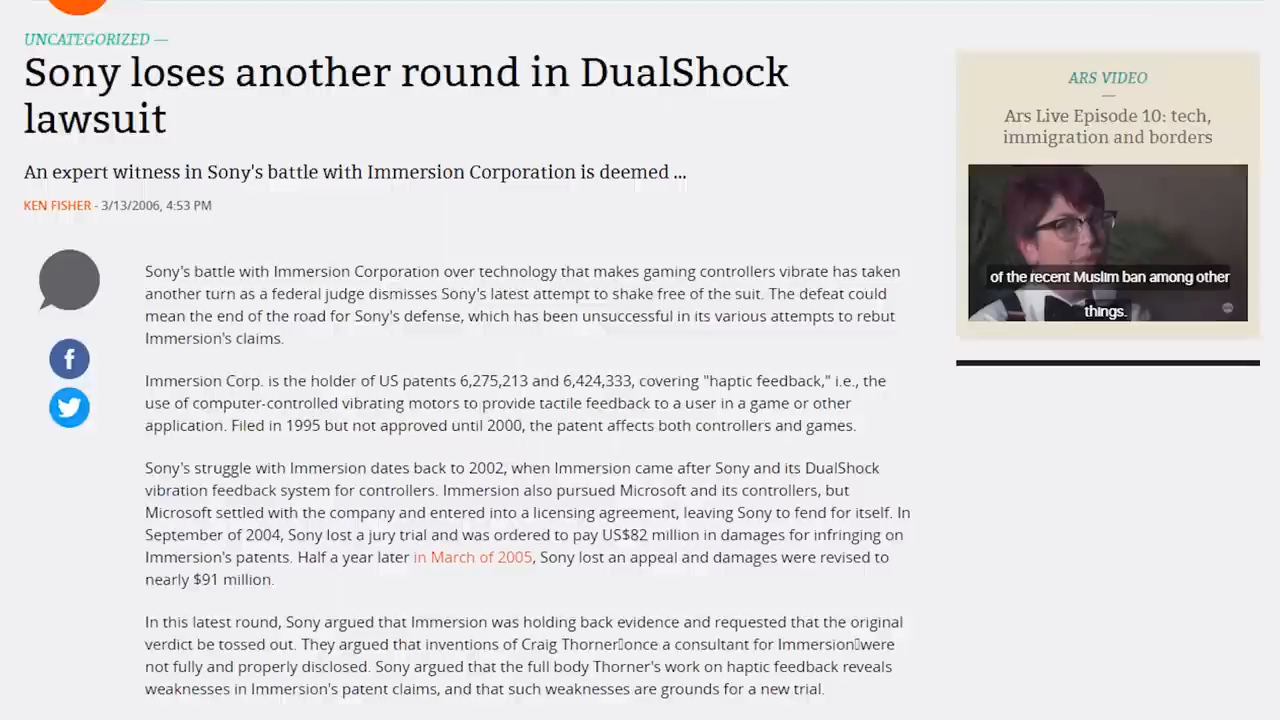 UNCATEGORIZED —
Sony loses another round in DualShock
lawsuit
An expert witness in Sony's battle with Immersion Corporation is deemed ...
KEN FISHER - 3/13/2006, 4:53 PM
Sony's battle with Immersion Corporation over technology that makes gaming controllers vibrate has taken
another turn as a federal judge dismisses Sony's latest attempt to shake free of the suit. The defeat could
mean the end of the road for Sony's defense, which has been unsuccessful in its various attempts to rebut
Immersion's claims.
Immersion Corp. is the holder of US patents 6,275,213 and 6,424,333, covering "haptic feedback," i.e., the
use of computer-controlled vibrating motors to provide tactile feedback to a user in a game or other
application. Filed in 1995 but not approved until 2000, the patent affects both controllers and games.
Sony's struggle with Immersion dates back to 2002, when Immersion came after Sony and its DualShock
vibration feedback system for controllers. Immersion also pursued Microsoft and its controllers, but
Microsoft settled with the company and entered into a licensing agreement, leaving Sony to fend for itself. In
September of 2004, Sony lost a jury trial and was ordered to pay US$82 million in damages for infringing on
Immersion's patents. Half a year later in March of 2005, Sony lost an appeal and damages were revised to
nearly $91 million.
In this latest round, Sony argued that Immersion was holding back evidence and requested that the original
verdict be tossed out. They argued that inventions of Craig Thorner▯once a consultant for Immersion▯were
not fully and properly disclosed. Sony argued that the full body Thorner's work on haptic feedback reveals
weaknesses in Immersion's patent claims, and that such weaknesses are grounds for a new trial.
ARS VIDEO
—
Ars Live Episode 10: tech,
immigration and borders
of the recent Muslim ban among other
things.